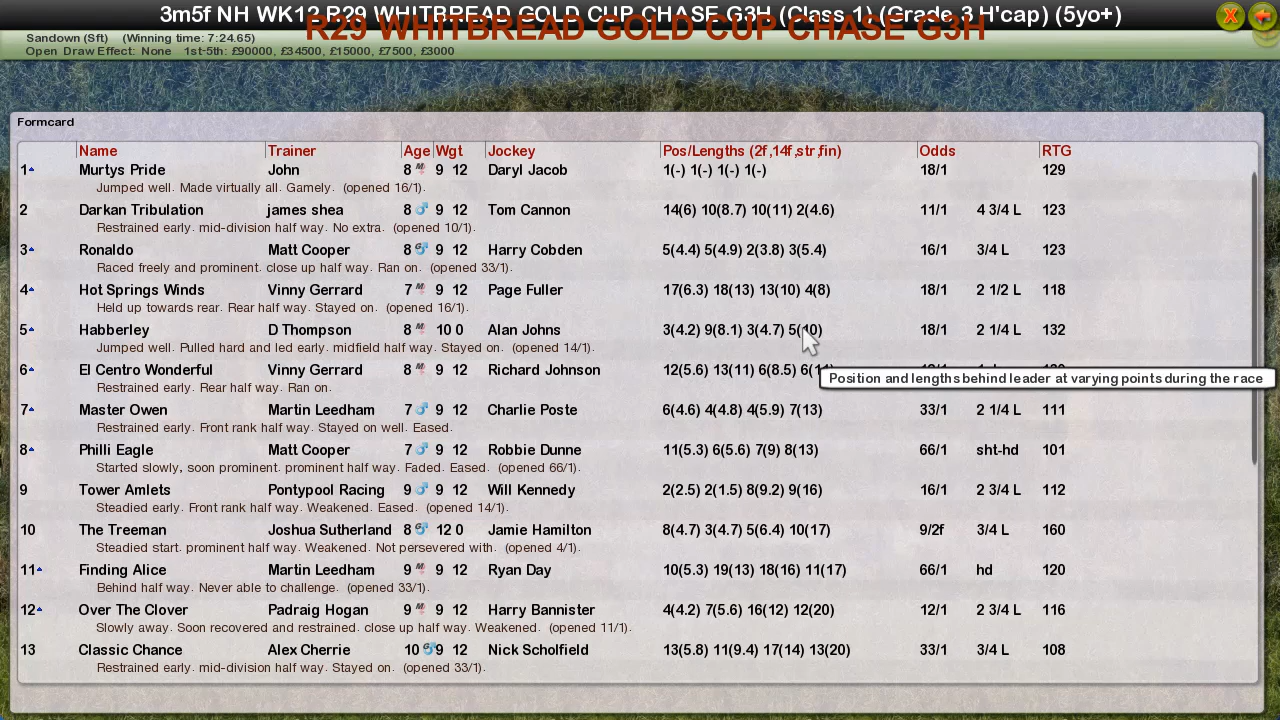 3m5f NH WK12 R29 WHITBREAD GOLD CUP CHASE G3H (Class 1) (Grade 3 H'cap) (5yo+)
R29 WHITBREAD GOLD CUP CHASE G3H
Sandown (Sft) (Winning time: 7:24.65)
Open Draw Effect: None 1st-5th: £90000, £34500, £15000, £7500, £3000
Formcard
Name Trainer Age Wgt Jockey Pos/Lengths (2f,14f,str,fin) Odds RTG
1 Murtys Pride John 8 9 12 Daryl Jacob 1(-) 1(-) 1(-) 1(-) 18/1 129
Jumped well. Made virtually all. Gamely. (opened 16/1).
2 Darkan Tribulation james shea 8 9 12 Tom Cannon 14(6) 10(8.7) 10(11) 2(4.6) 11/1 4 3/4 L 123
Restrained early. mid-division half way. No extra. (opened 10/1).
3 Ronaldo Matt Cooper 8 9 12 Harry Cobden 5(4.4) 5(4.9) 2(3.8) 3(5.4) 16/1 3/4 L 123
Raced freely and prominent. close up half way. Ran on. (opened 33/1).
4 Hot Springs Winds Vinny Gerrard 7 9 12 Page Fuller 17(6.3) 18(13) 13(10) 4(8) 18/1 2 1/2 L 118
Held up towards rear. Rear half way. Stayed on. (opened 16/1).
5 Habberley D Thompson 8 10 0 Alan Johns 3(4.2) 9(8.1) 3(4.7) 5(10) 18/1 2 1/4 L 132
Jumped well. Pulled hard and led early. midfield half way. Stayed on. (opened 14/1).
6 El Centro Wonderful Vinny Gerrard 8 9 12 Richard Johnson 12(5.6) 13(11) 6(8.5)
Position and lengths behind leader at varying points during the race
Restrained early. Rear half way. Ran on.
7 Master Owen Martin Leedham 7 9 12 Charlie Poste 6(4.6) 4(4.8) 4(5.9) 7(13) 33/1 2 1/4 L 111
Restrained early. Front rank half way. Stayed on well. Eased.
8 Philli Eagle Matt Cooper 7 9 12 Robbie Dunne 11(5.3) 6(5.6) 7(9) 8(13) 66/1 sht-hd 101
Started slowly, soon prominent. prominent half way. Faded. Eased. (opened 66/1).
9 Tower Amlets Pontypool Racing 9 9 12 Will Kennedy 2(2.5) 2(1.5) 8(9.2) 9(16) 16/1 2 3/4 L 112
Steadied early. Front rank half way. Weakened. Eased. (opened 14/1).
10 The Treeman Joshua Sutherland 8 12 0 Jamie Hamilton 8(4.7) 3(4.7) 5(6.4) 10(17) 9/2f 3/4 L 160
Steadied start. prominent half way. Weakened. Not persevered with. (opened 4/1).
11 Finding Alice Martin Leedham 9 9 12 Ryan Day 10(5.3) 19(13) 18(16) 11(17) 66/1 hd 120
Behind half way. Never able to challenge. (opened 33/1).
12 Over The Clover Padraig Hogan 9 9 12 Harry Bannister 4(4.2) 7(5.6) 16(12) 12(20) 12/1 2 3/4 L 116
Slowly away. Soon recovered and restrained. close up half way. Weakened. (opened 11/1).
13 Classic Chance Alex Cherrie 10 9 12 Nick Scholfield 13(5.8) 11(9.4) 17(14) 13(20) 33/1 3/4 L 108
Restrained early. mid-division half way. Stayed on. (opened 33/1).